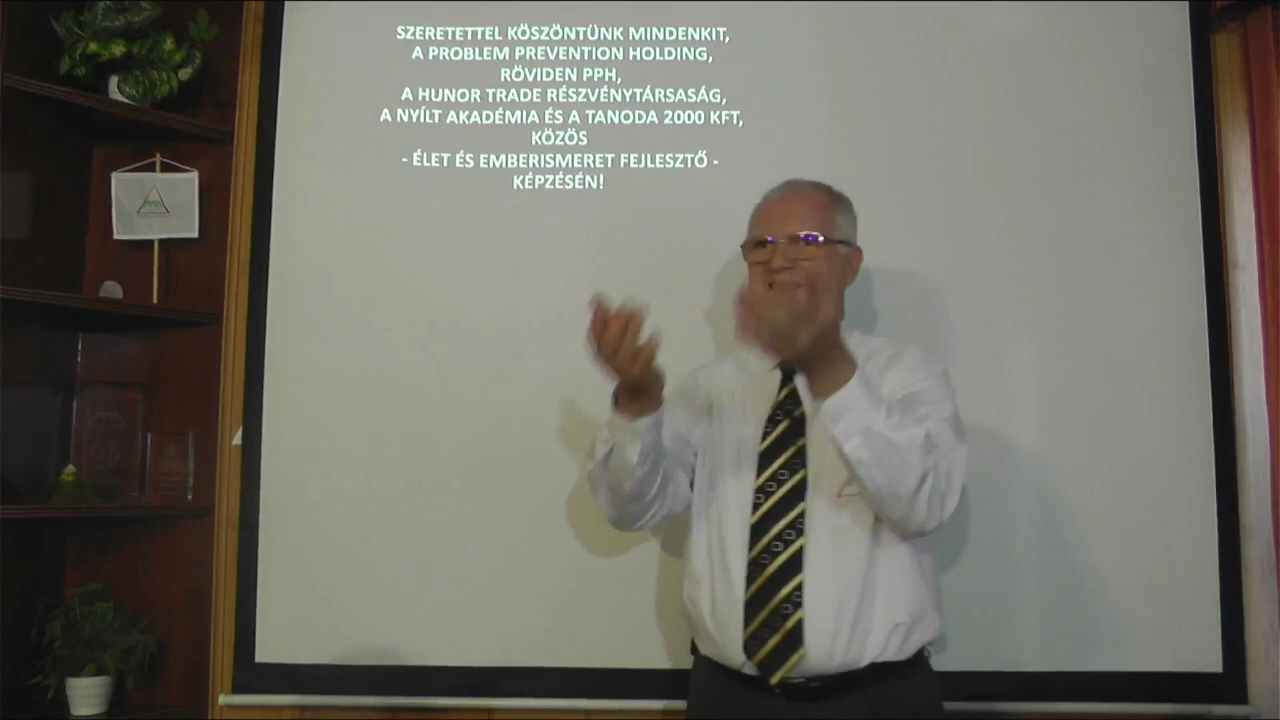 SZERETETTEL KÖSZÖNTÜNK MINDENKIT,
A PROBLEM PREVENTION HOLDING,
RÖVIDEN PPH,
A HUNOR TRADE RÉSZVÉNYTÁRSASÁG,
A NYÍLT AKADÉMIA ÉS A TANODA 2000 KFT,
KÖZÖS
- ÉLET ÉS EMBERISMERET FEJLESZTŐ -
KÉPZÉSÉN!